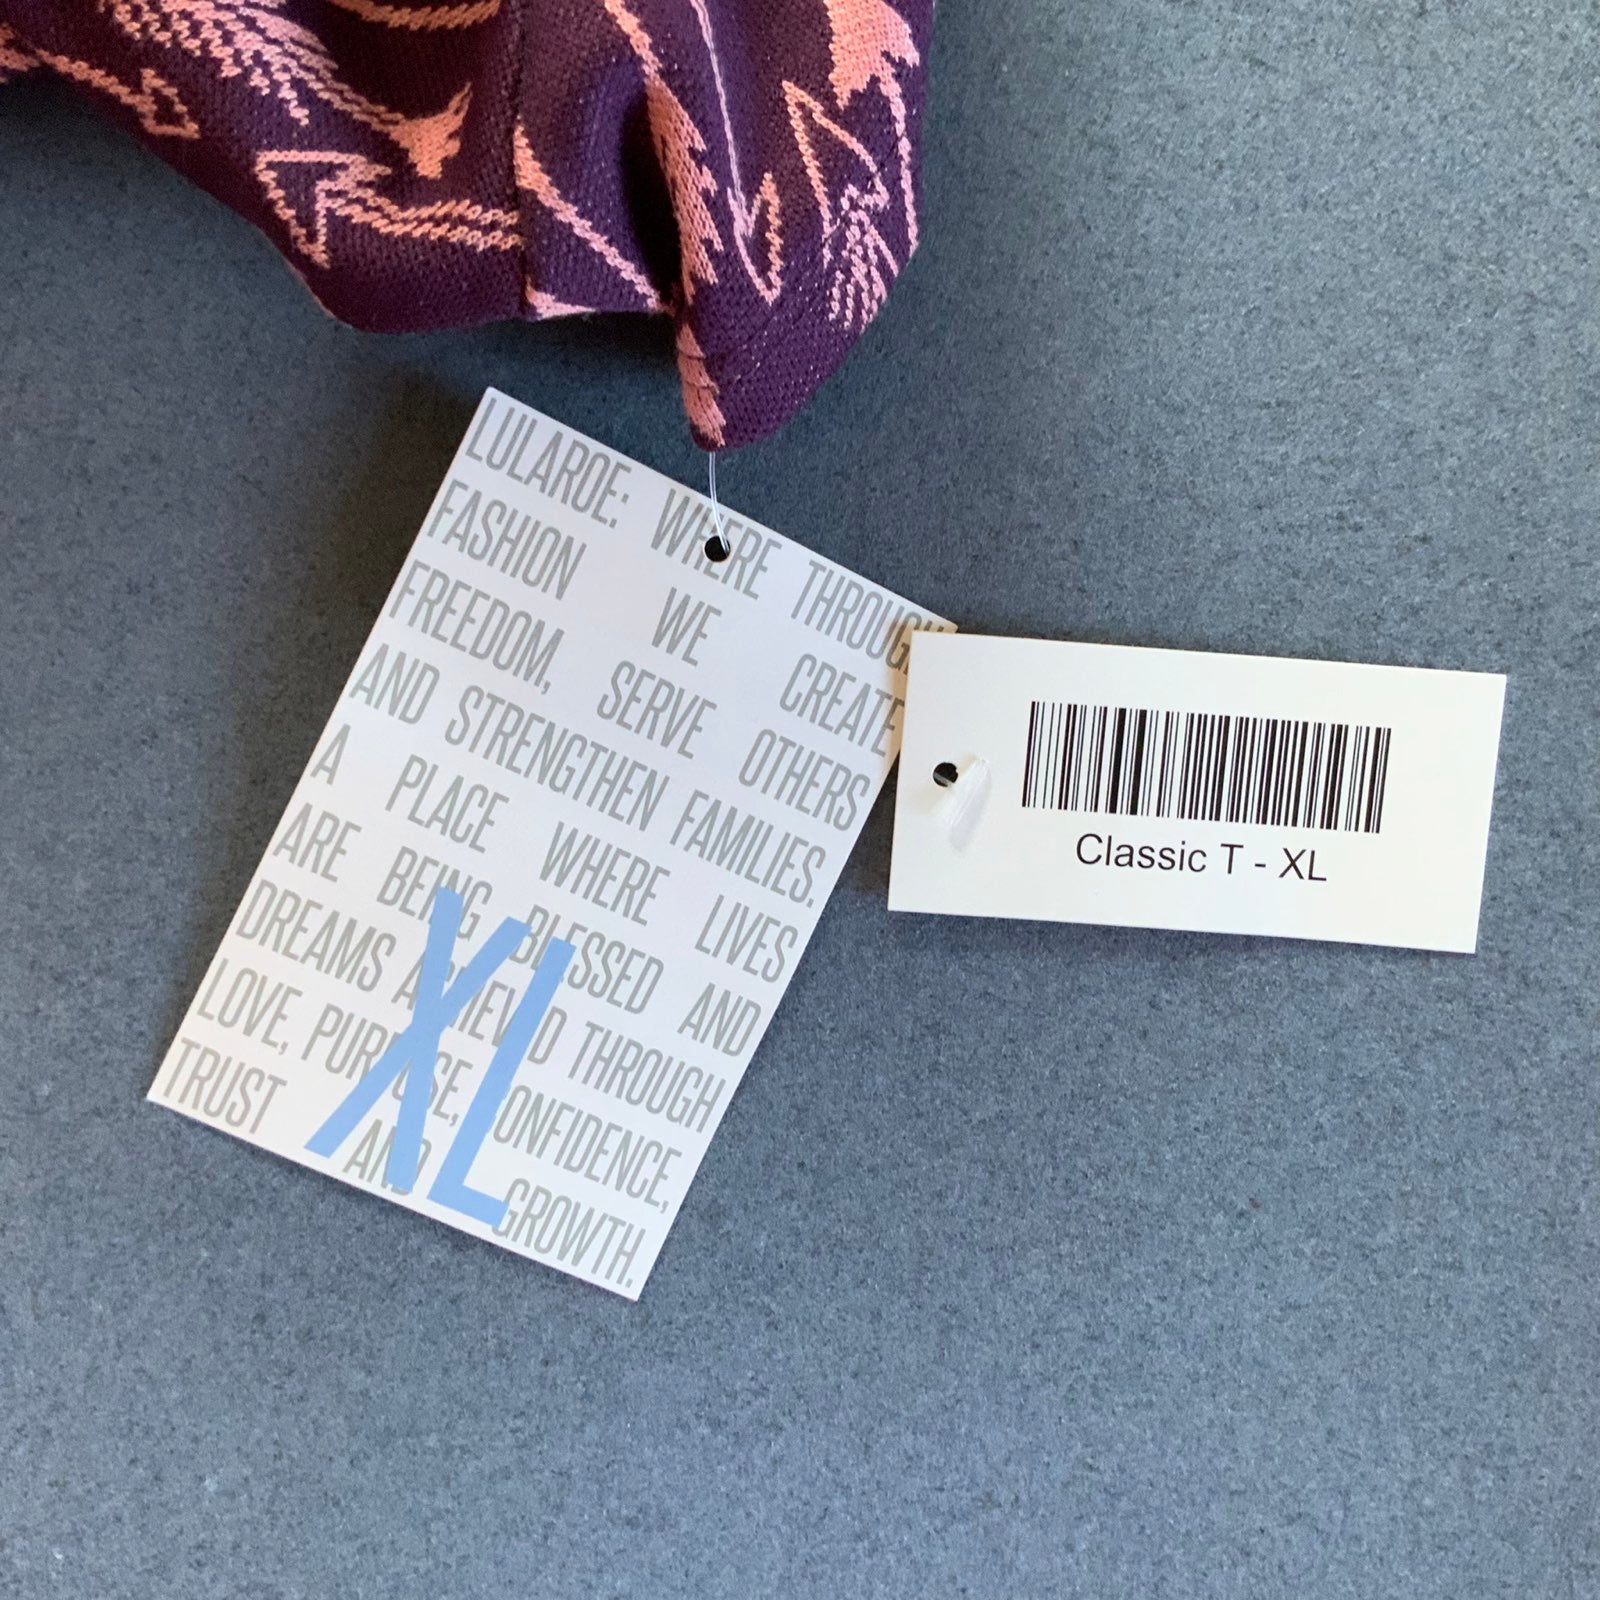 LULAROE: WHERE THROUGH
FASHION WE CREATE
FREEDOM, SERVE OTHERS
AND STRENGTHEN FAMILIES.
A PLACE WHERE LIVES
ARE BEING BLESSED AND
DREAMS ACHIEVED THROUGH
LOVE, PURPOSE, CONFIDENCE,
TRUST AND GROWTH.
XL
Classic T - XL